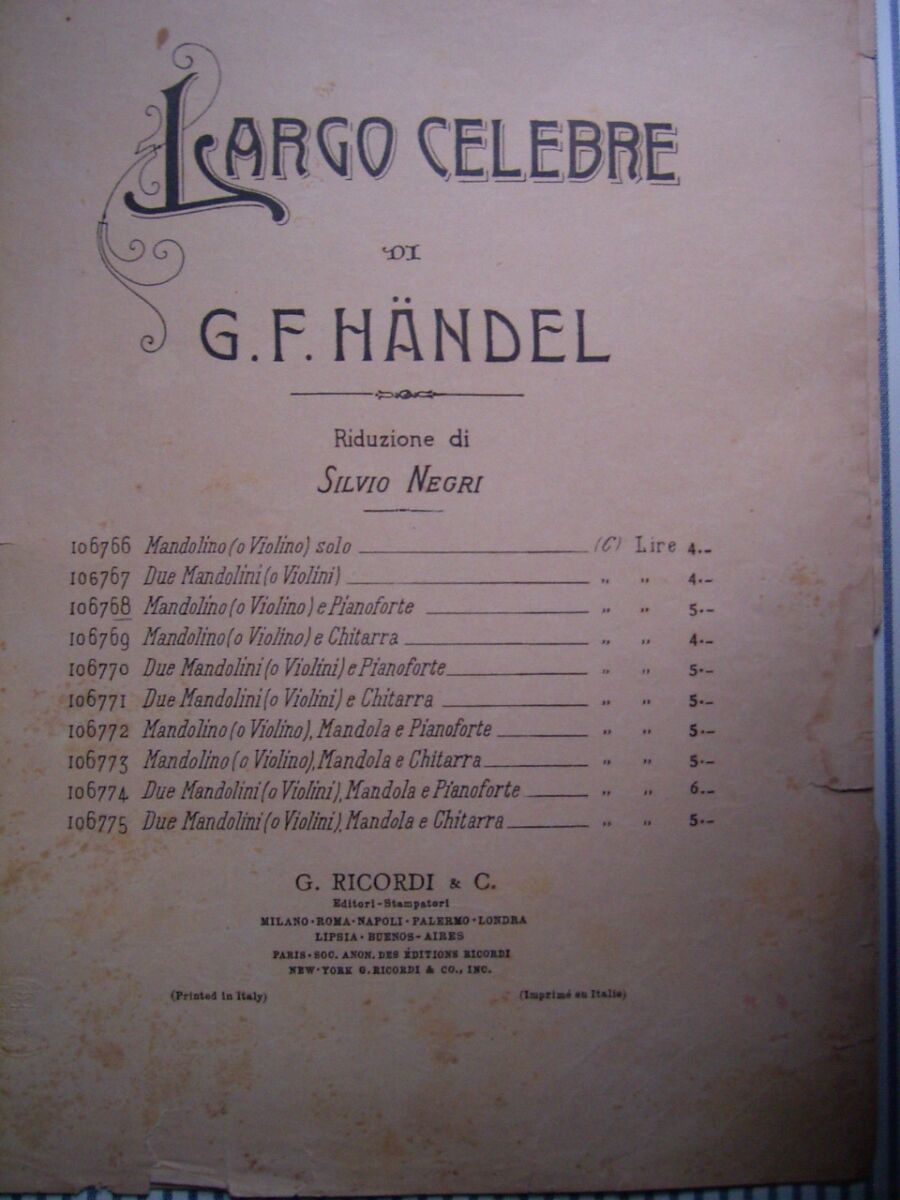 LARGO CELEBRE
DI
G. F. HÄNDEL
Riduzione di
SILVIO NEGRI
106766 Mandolino (o Violino) solo (C) Lire 4.-
106767 Due Mandolini (o Violini) " " 4.-
106768 Mandolino (o Violino) e Pianoforte " " 5.-
106769 Mandolino (o Violino) e Chitarra " " 4.-
106770 Due Mandolini (o Violini) e Pianoforte " " 5.-
106771 Due Mandolini (o Violini) e Chitarra " " 5.-
106772 Mandolino (o Violino), Mandola e Pianoforte " " 5.-
106773 Mandolino (o Violino), Mandola e Chitarra " " 5.-
106774 Due Mandolini (o Violini), Mandola e Pianoforte " " 6.-
106775 Due Mandolini (o Violini), Mandola e Chitarra " " 5.-
G. RICORDI & C.
Editori-Stampatori
MILANO·ROMA·NAPOLI·PALERMO·LONDRA
LIPSIA·BUENOS-AIRES
PARIS·SOC. ANON. DES ÉDITIONS RICORDI
NEW-YORK G. RICORDI & CO., INC.
(Printed in Italy) (Imprimé en Italie)